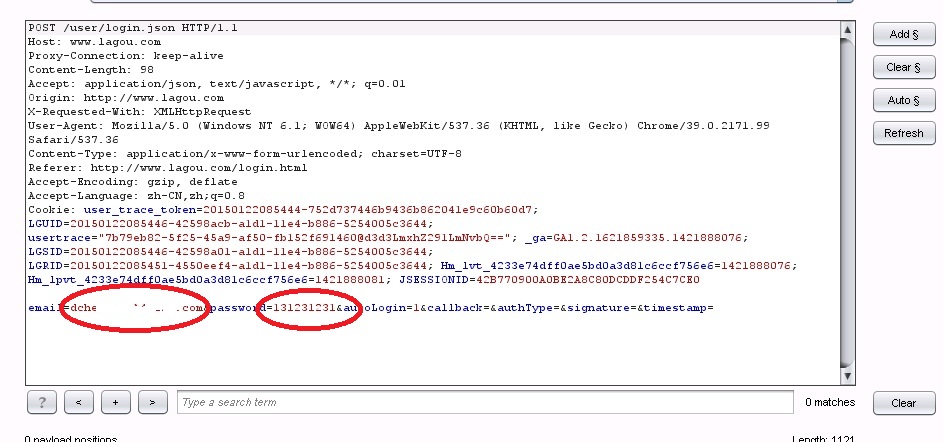 POST /user/login.json HTTP/1.1
Add §
Host: www.lagou.com
Proxy-Connection: keep-alive
Content-Length: 98
Clear §
Accept: application/json, text/javascript, */*; q=0.01
Origin: http://www.lagou.com
Auto §
X-Requested-With: XMLHttpRequest
User-Agent: Mozilla/5.0 (Windows NT 6.1; WOW64) AppleWebKit/537.36 (KHTML, like Gecko) Chrome/39.0.2171.99
Refresh
Safari/537.36
Content-Type: application/x-www-form-urlencoded; charset=UTF-8
Referer: http://www.lagou.com/login.html
Accept-Encoding: gzip, deflate
Accept-Language: zh-CN,zh;q=0.8
Cookie: user_trace_token=20150122085444-752d737446b9436b862041e9c60b60d7;
LGUID=20150122085446-42598acb-a1d1-11e4-b886-5254005c3644;
usertrace="7b79eb82-5f25-45a9-af50-fb152f691460@d3d3LmxhZ291LmNvbQ=="; _ga=GA1.2.1621859335.1421888076;
LGSID=20150122085446-42598a01-a1d1-11e4-b886-5254005c3644;
LGRID=20150122085451-4550eef4-a1d1-11e4-b886-5254005c3644; Hm_lvt_4233e74dff0ae5bd0a3d81c6ccf756e6=1421888076;
Hm_lpvt_4233e74dff0ae5bd0a3d81c6ccf756e6=1421888081; JSESSIONID=42B770900A0BE2A8C80DCDDF254C7CE0
email=dche .com&password=131231231&autoLogin=1&callback=&authType=&signature=&timestamp=
? < + > Type a search term 0 matches Clear
0 payload positions Length: 1121